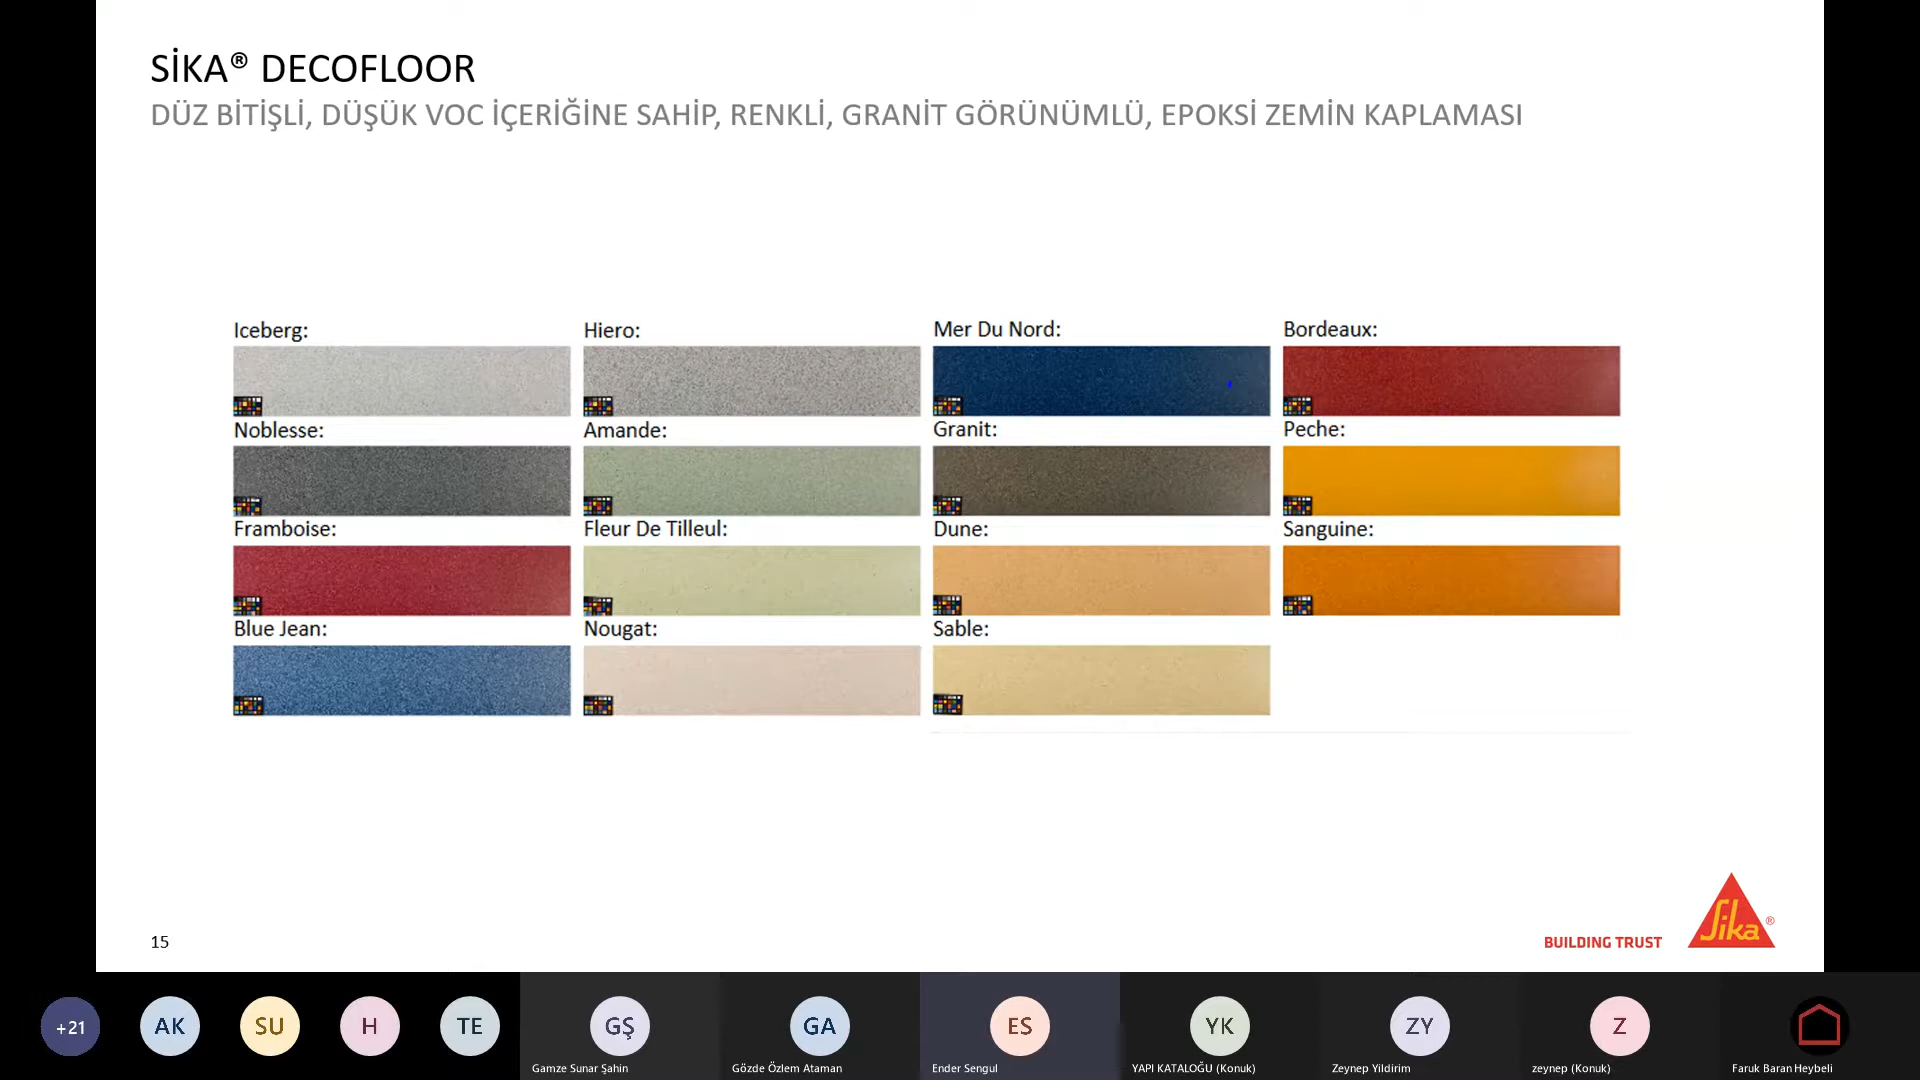 SİKA® DECOFLOOR
DÜZ BİTİŞLİ, DÜŞÜK VOC İÇERİĞİNE SAHİP, RENKLİ, GRANİT GÖRÜNÜMLÜ, EPOKSİ ZEMİN KAPLAMASI
Iceberg: Hiero: Mer Du Nord: Bordeaux:
Noblesse: Amande: Granit: Peche:
Framboise: Fleur De Tilleul: Dune: Sanguine:
Blue Jean: Nougat: Sable:
15
BUILDING TRUST
Sika®
+21 AK SU H TE GŞ GA ES YK ZY Z
Gamze Sunar Şahin Gözde Özlem Ataman Ender Sengul YAPI KATALOĞU (Konuk) Zeynep Yildirim zeynep (Konuk) Faruk Baran Heybeli